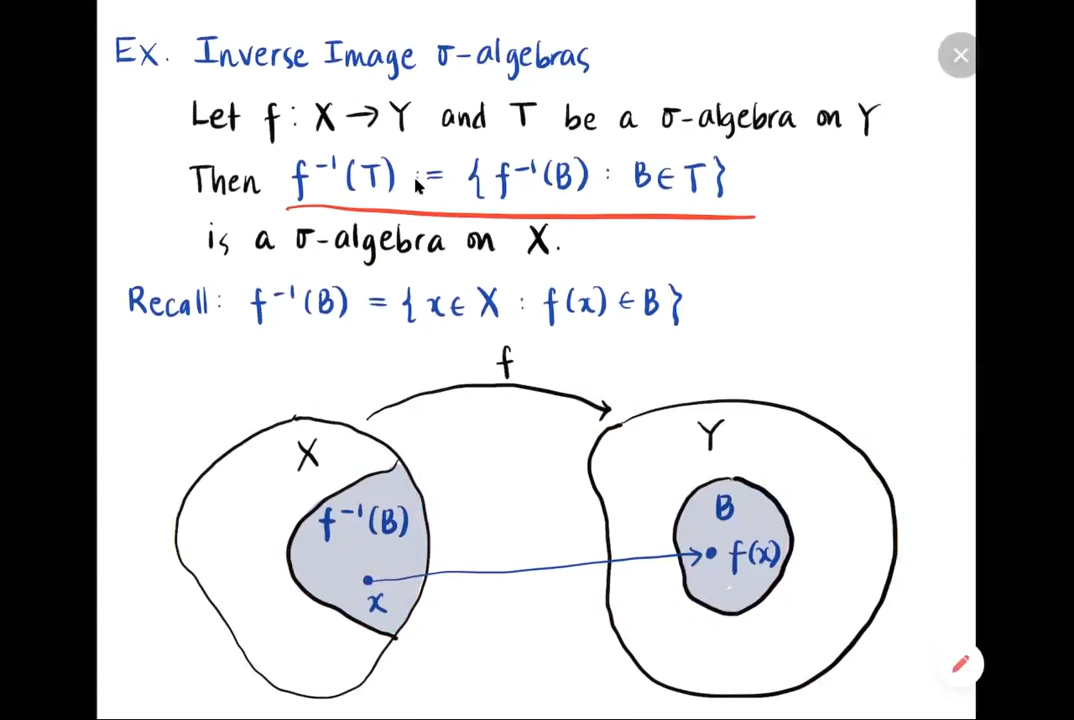 Ex. Inverse Image σ-algebras
Let f : X → Y and T be a σ-algebra on Y
Then f⁻¹(T) := { f⁻¹(B) : B ∈ T }
is a σ-algebra on X.
Recall: f⁻¹(B) = { x ∈ X : f(x) ∈ B }
f
X
Y
f⁻¹(B)
B
f(x)
x